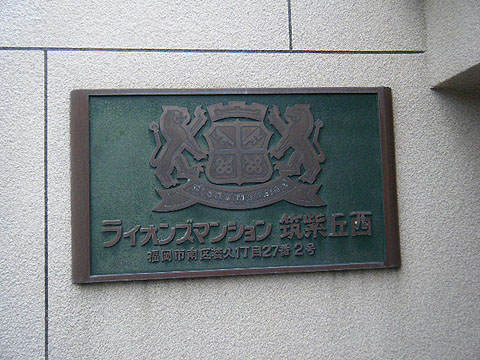 ライオンズマンション 筑紫丘西
福岡市南区若久1丁目27番2号